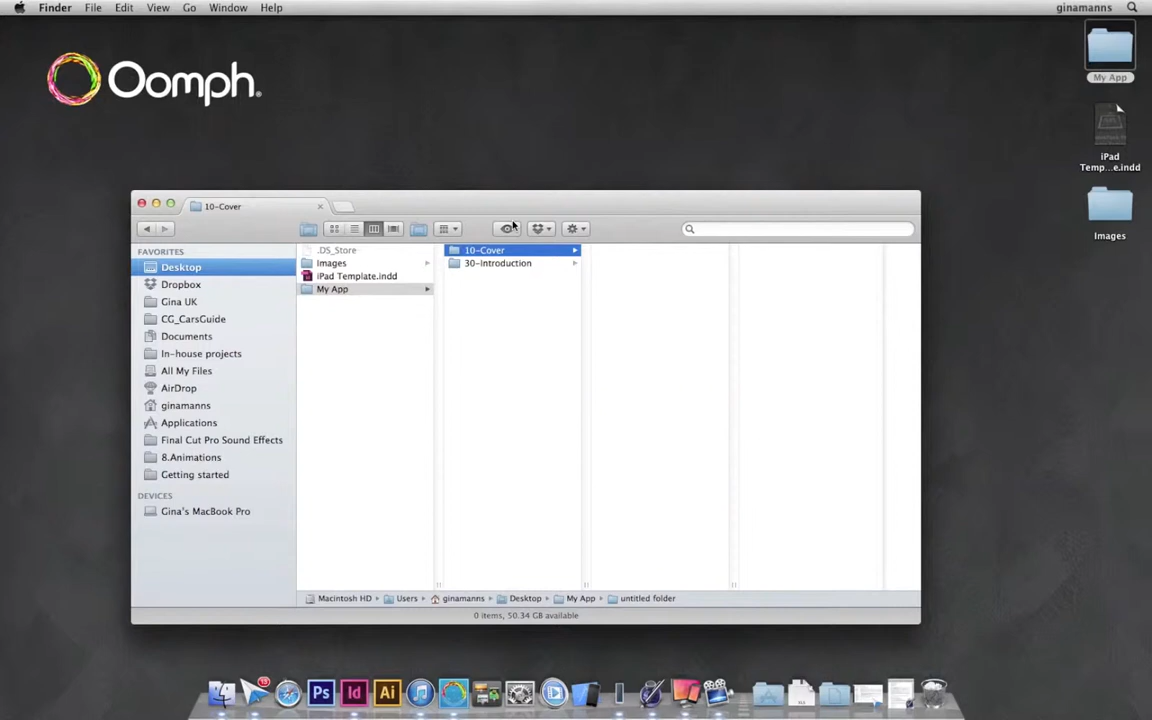 Finder File Edit View Go Window Help ginamanns
Oomph.
My App
iPad
Temp...e.indd
Images
10-Cover
FAVORITES
Desktop
Dropbox
Gina UK
CG_CarsGuide
Documents
In-house projects
All My Files
AirDrop
ginamanns
Applications
Final Cut Pro Sound Effects
8.Animations
Getting started
DEVICES
Gina's MacBook Pro
.DS_Store
Images
iPad Template.indd
My App
10-Cover
30-Introduction
Macintosh HD Users ginamanns Desktop My App untitled folder
0 items, 50.34 GB available
Ps Id Ai